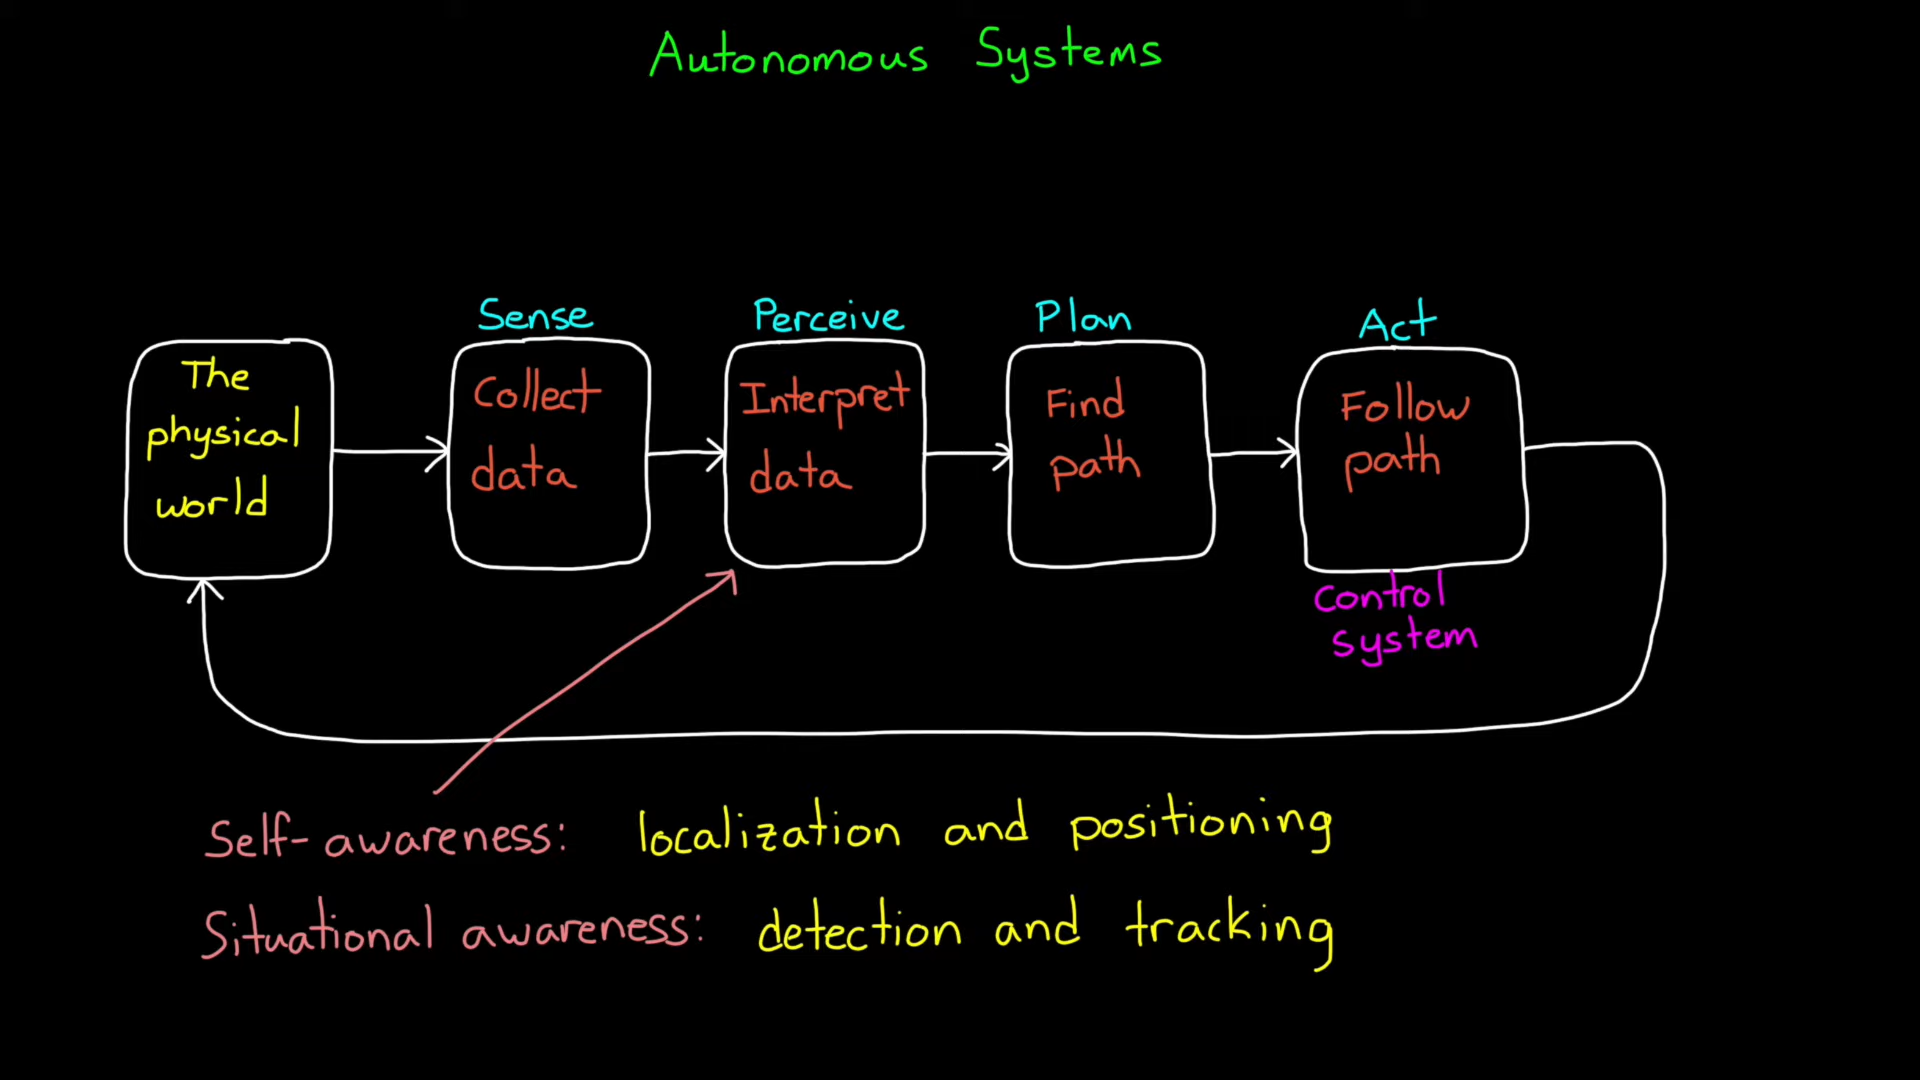 Autonomous Systems
Sense
Perceive
Plan
Act
The
physical
world
Collect
data
Interpret
data
Find
path
Follow
path
control
system
Self-awareness: localization and positioning
Situational awareness: detection and tracking